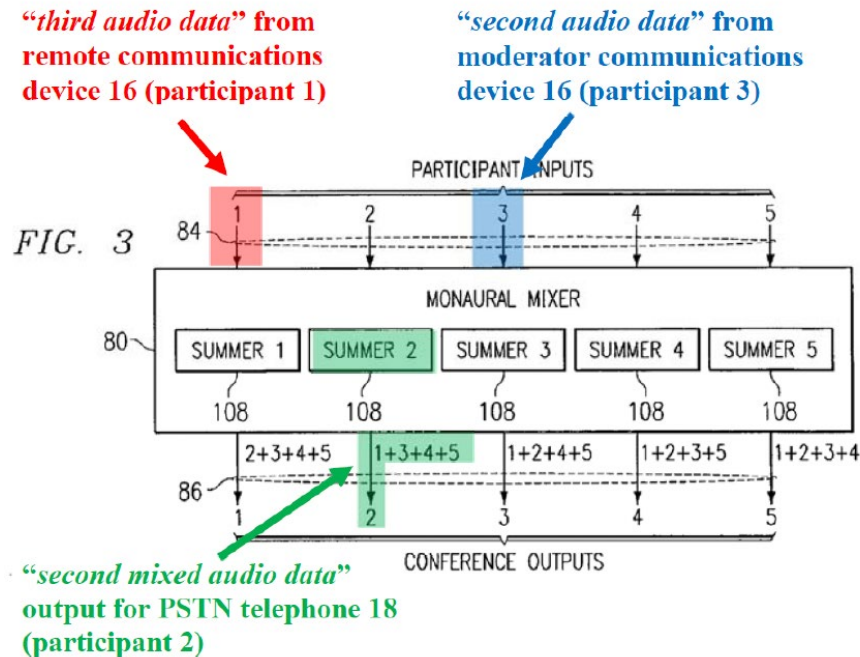 “third audio data” from
remote communications
device 16 (participant 1)
“second audio data” from
moderator communications
device 16 (participant 3)
PARTICIPANT INPUTS
1 2 3 4 5
84
FIG. 3
MONAURAL MIXER
80
SUMMER 1 SUMMER 2 SUMMER 3 SUMMER 4 SUMMER 5
108 108 108 108 108
2+3+4+5 1+3+4+5 1+2+4+5 1+2+3+5 1+2+3+4
86
1 2 3 4 5
CONFERENCE OUTPUTS
“second mixed audio data”
output for PSTN telephone 18
(participant 2)